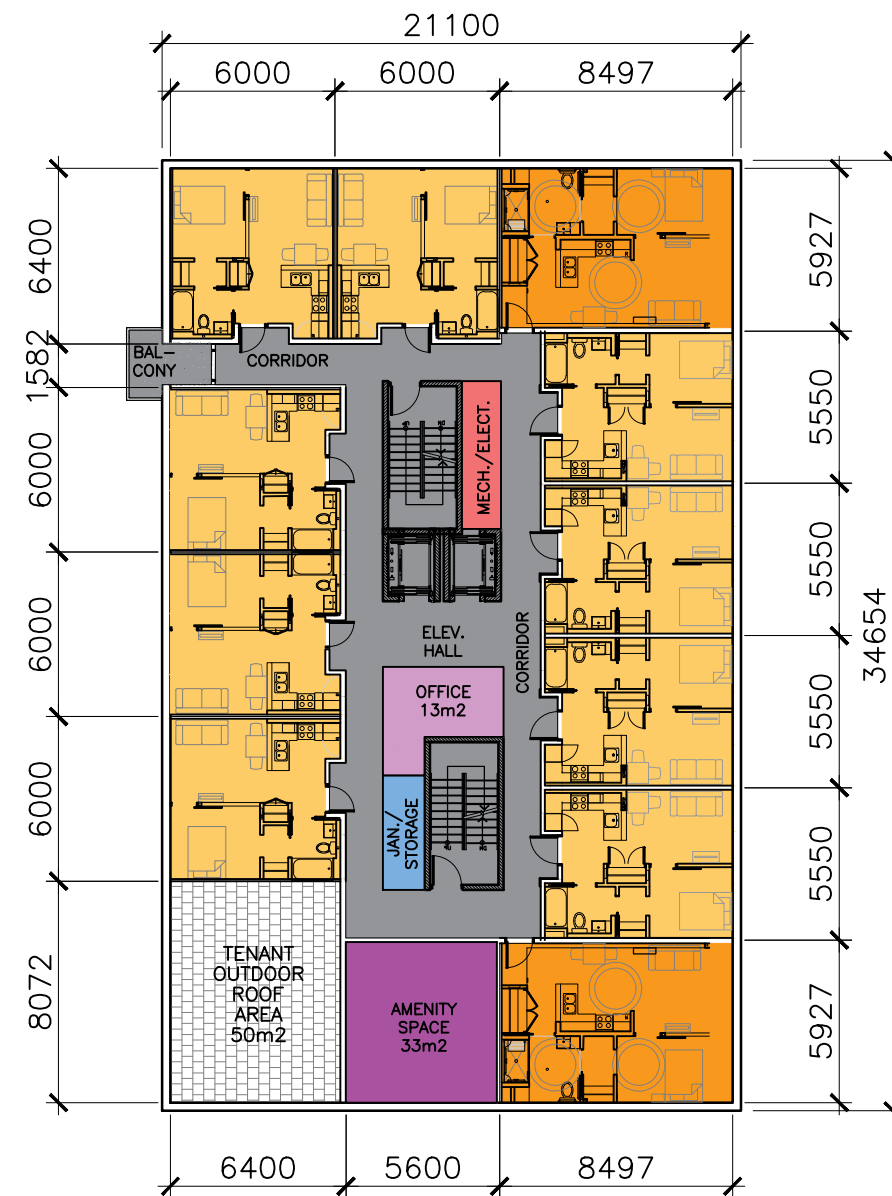 21100
6000
6000
8497
6400
1582
6000
6000
6000
8072
5927
5550
5550
5550
5550
5927
34654
BAL-
CONY
CORRIDOR
MECH./ELECT.
ELEV.
HALL
CORRIDOR
OFFICE
13m2
JAN./
STORAGE
TENANT
OUTDOOR
ROOF
AREA
50m2
AMENITY
SPACE
33m2
6400
5600
8497